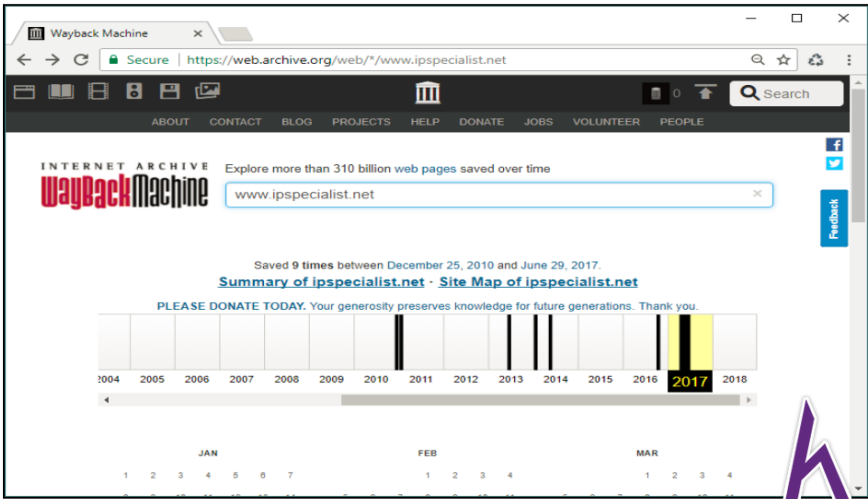 Wayback Machine
Secure | https://web.archive.org/web/*/www.ipspecialist.net
0
Search
ABOUT CONTACT BLOG PROJECTS HELP DONATE JOBS VOLUNTEER PEOPLE
INTERNET ARCHIVE
WayBackMachine
Explore more than 310 billion web pages saved over time
www.ipspecialist.net
Feedback
Saved 9 times between December 25, 2010 and June 29, 2017.
Summary of ipspecialist.net · Site Map of ipspecialist.net
PLEASE DONATE TODAY. Your generosity preserves knowledge for future generations. Thank you.
2004 2005 2006 2007 2008 2009 2010 2011 2012 2013 2014 2015 2016 2017 2018
JAN FEB MAR
1 2 3 4 5 6 7 1 2 3 4 1 2 3 4